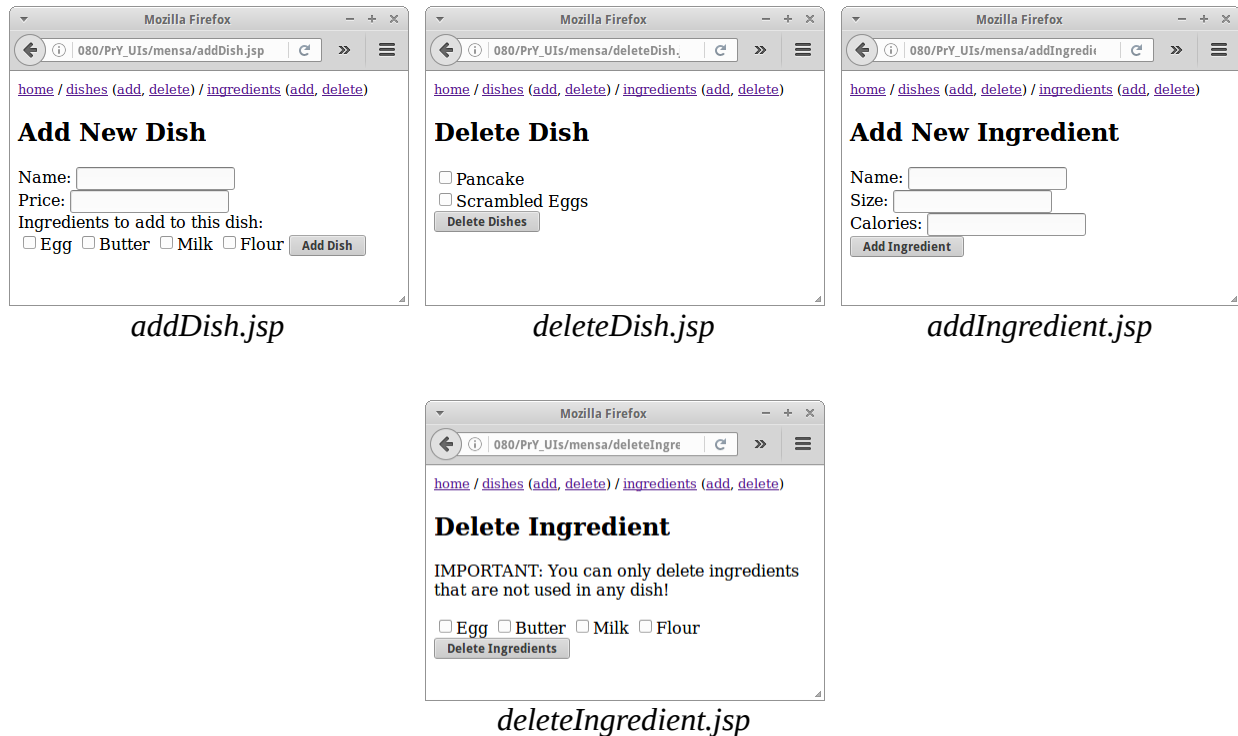 Mozilla Firefox
080/PrY_UIs/mensa/addDish.jsp
home / dishes (add, delete) / ingredients (add, delete)
Add New Dish
Name:
Price:
Ingredients to add to this dish:
Egg Butter Milk Flour Add Dish
addDish.jsp
Mozilla Firefox
080/PrY_UIs/mensa/deleteDish.
home / dishes (add, delete) / ingredients (add, delete)
Delete Dish
Pancake
Scrambled Eggs
Delete Dishes
deleteDish.jsp
Mozilla Firefox
080/PrY_UIs/mensa/addIngredie
home / dishes (add, delete) / ingredients (add, delete)
Add New Ingredient
Name:
Size:
Calories:
Add Ingredient
addIngredient.jsp
Mozilla Firefox
080/PrY_UIs/mensa/deleteIngre
home / dishes (add, delete) / ingredients (add, delete)
Delete Ingredient
IMPORTANT: You can only delete ingredients
that are not used in any dish!
Egg Butter Milk Flour
Delete Ingredients
deleteIngredient.jsp